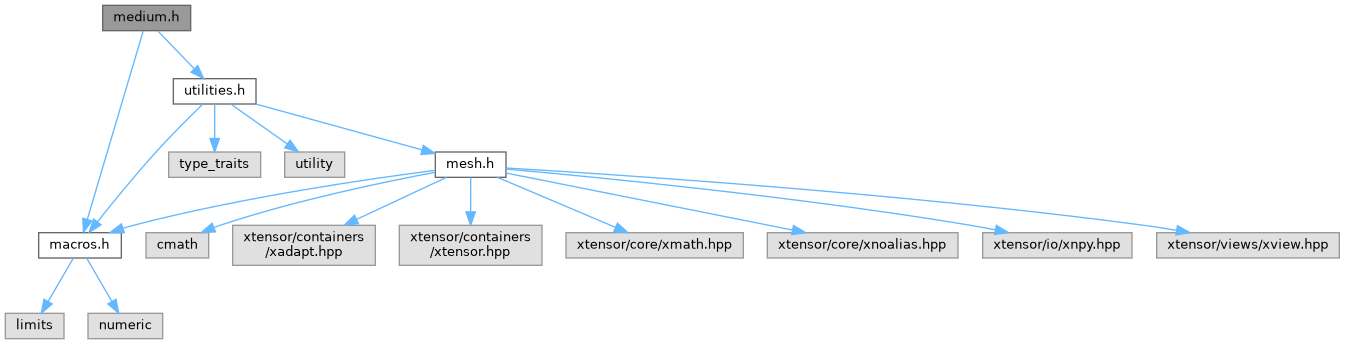 medium.h
utilities.h
type_traits
utility
mesh.h
macros.h
cmath
xtensor/containers
/xadapt.hpp
xtensor/containers
/xtensor.hpp
xtensor/core/xmath.hpp
xtensor/core/xnoalias.hpp
xtensor/io/xnpy.hpp
xtensor/views/xview.hpp
limits
numeric